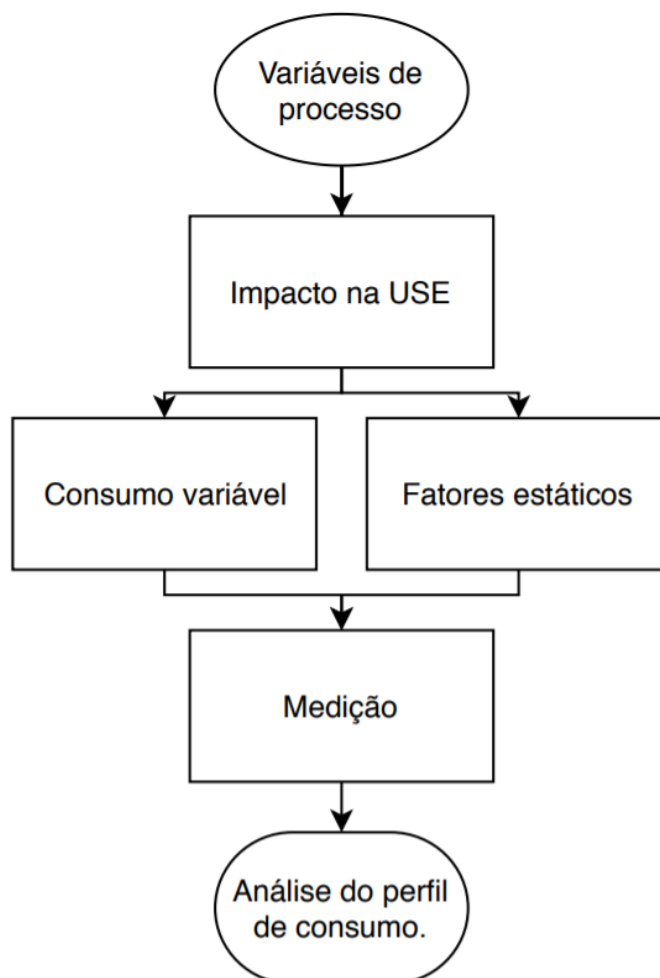 Variáveis de
processo
Impacto na USE
Consumo variável
Fatores estáticos
Medição
Análise do perfil
de consumo.